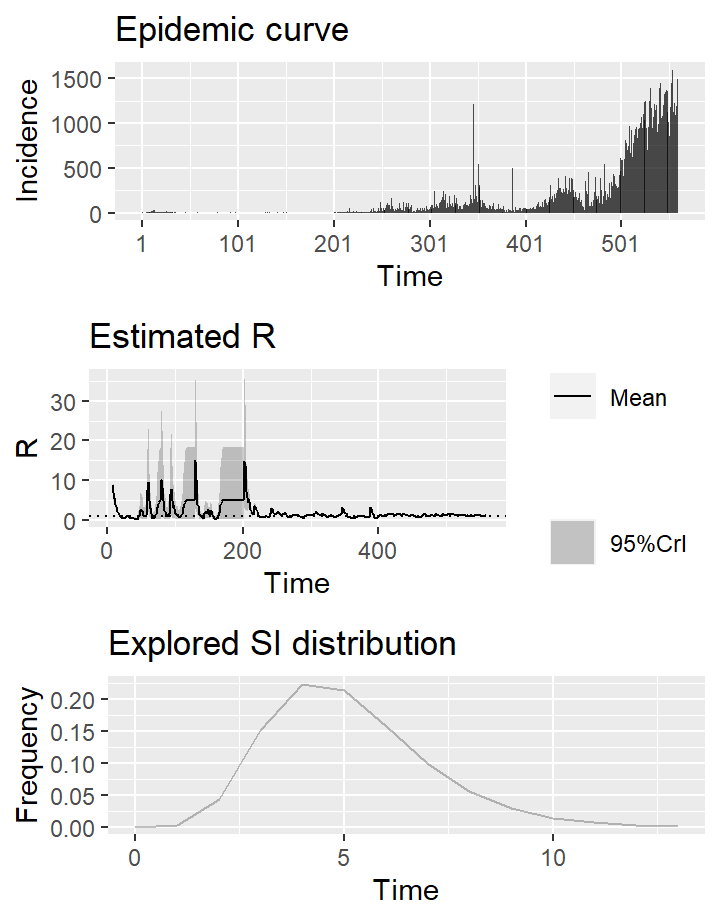 Epidemic curve
Incidence
1500
1000
500
0
1 101 201 301 401 501
Time
Estimated R
R
30
20
10
0
0 200 400
Time
Mean
95%CrI
Explored SI distribution
Frequency
0.20
0.15
0.10
0.05
0.00
0 5 10
Time